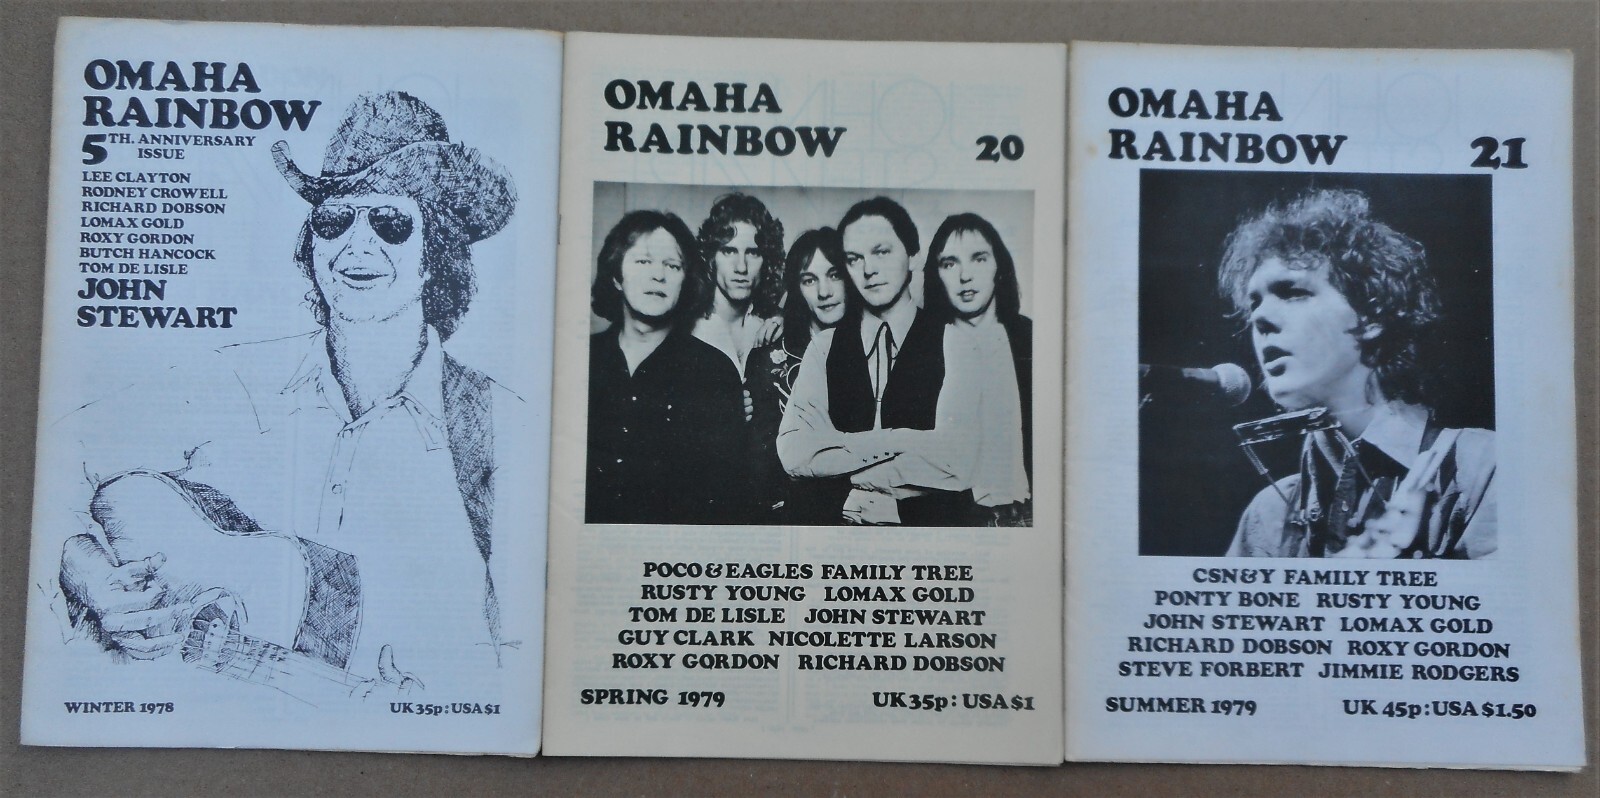 OMAHA
RAINBOW
5TH. ANNIVERSARY
ISSUE
LEE CLAYTON
RODNEY CROWELL
RICHARD DOBSON
LOMAX GOLD
ROXY GORDON
BUTCH HANCOCK
TOM DE LISLE
JOHN
STEWART
WINTER 1978
UK 35p: USA $1
OMAHA
RAINBOW
20
POCO & EAGLES FAMILY TREE
RUSTY YOUNG LOMAX GOLD
TOM DE LISLE JOHN STEWART
GUY CLARK NICOLETTE LARSON
ROXY GORDON RICHARD DOBSON
SPRING 1979
UK 35p: USA $1
OMAHA
RAINBOW
21
CSN&Y FAMILY TREE
PONTY BONE RUSTY YOUNG
JOHN STEWART LOMAX GOLD
RICHARD DOBSON ROXY GORDON
STEVE FORBERT JIMMIE RODGERS
SUMMER 1979
UK 45p: USA $1.50